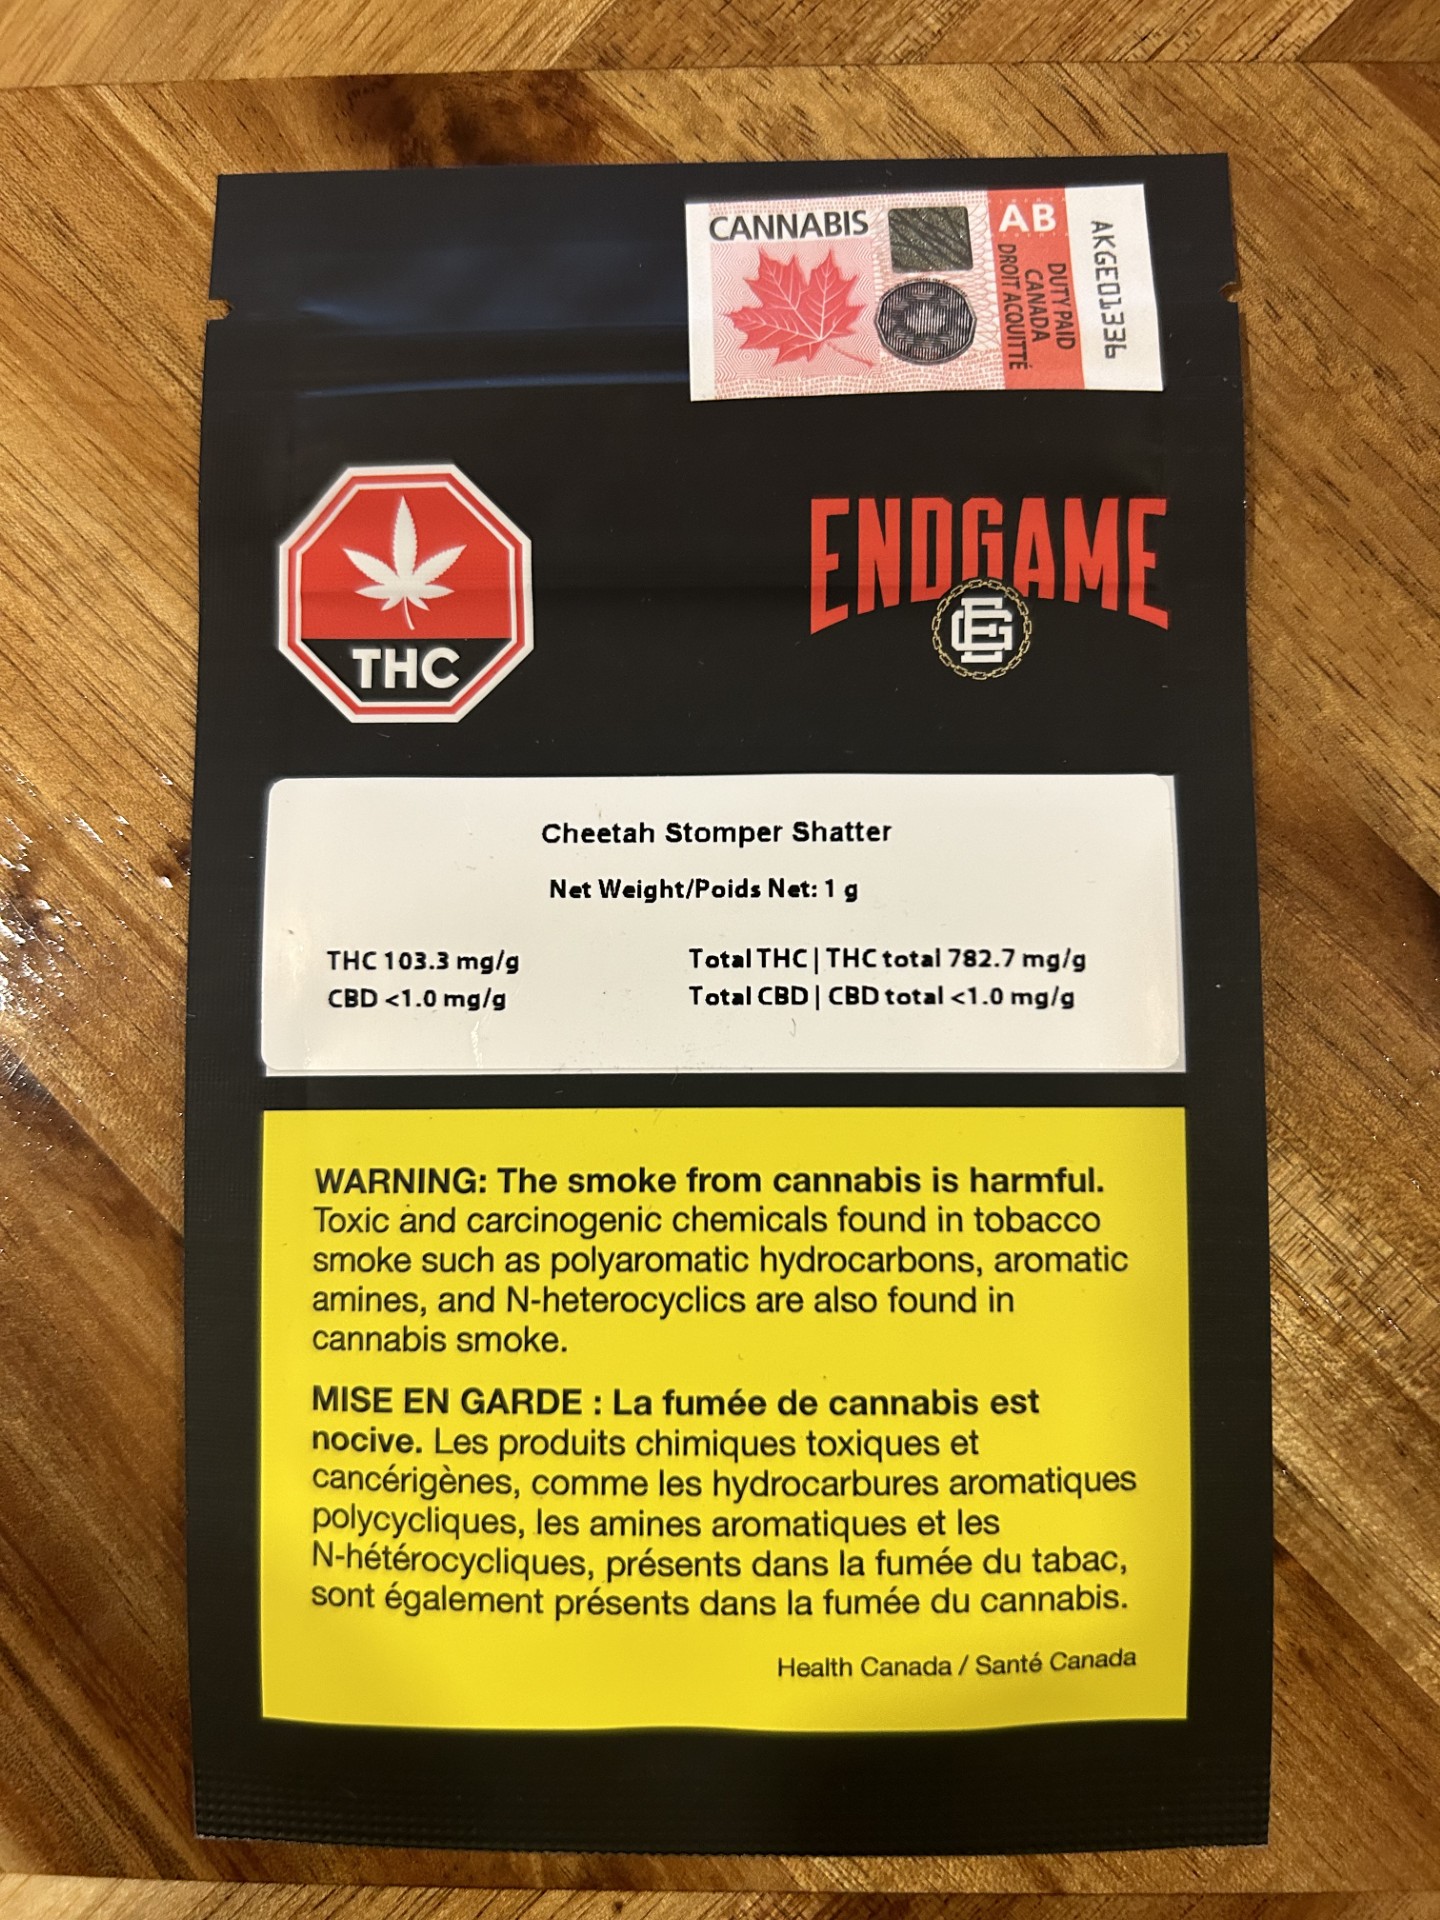 CANNABIS
AB
DUTY PAID
CANADA
DROIT ACQUITTÉ
AKGE01336
THC
ENDGAME
EG
Cheetah Stomper Shatter
Net Weight/Poids Net: 1 g
THC 103.3 mg/g
Total THC | THC total 782.7 mg/g
CBD <1.0 mg/g
Total CBD | CBD total <1.0 mg/g
WARNING: The smoke from cannabis is harmful.
Toxic and carcinogenic chemicals found in tobacco
smoke such as polyaromatic hydrocarbons, aromatic
amines, and N-heterocyclics are also found in
cannabis smoke.
MISE EN GARDE : La fumée de cannabis est
nocive. Les produits chimiques toxiques et
cancérigènes, comme les hydrocarbures aromatiques
polycycliques, les amines aromatiques et les
N-hétérocycliques, présents dans la fumée du tabac,
sont également présents dans la fumée du cannabis.
Health Canada / Santé Canada